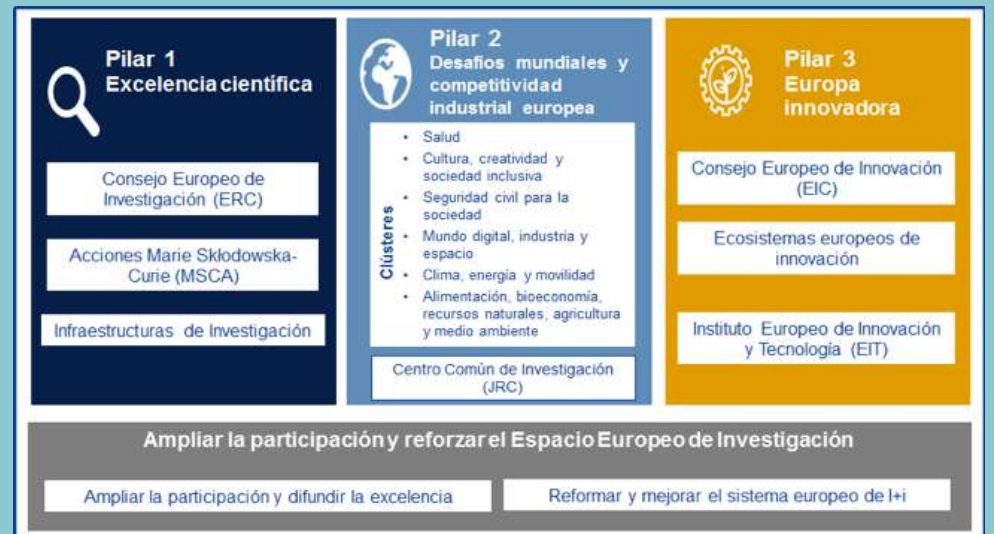 Pilar 1
Excelencia científica
Consejo Europeo de
Investigación (ERC)
Acciones Marie Skłodowska-
Curie (MSCA)
Infraestructuras de Investigación
Pilar 2
Desafíos mundiales y
competitividad
industrial europea
Clústeres
• Salud
• Cultura, creatividad y
sociedad inclusiva
• Seguridad civil para la
sociedad
• Mundo digital, industria y
espacio
• Clima, energía y movilidad
• Alimentación, bioeconomía,
recursos naturales, agricultura
y medio ambiente
Centro Común de Investigación
(JRC)
Pilar 3
Europa
innovadora
Consejo Europeo de Innovación
(EIC)
Ecosistemas europeos de
innovación
Instituto Europeo de Innovación
y Tecnología (EIT)
Ampliar la participación y reforzar el Espacio Europeo de Investigación
Ampliar la participación y difundir la excelencia
Reformar y mejorar el sistema europeo de I+i